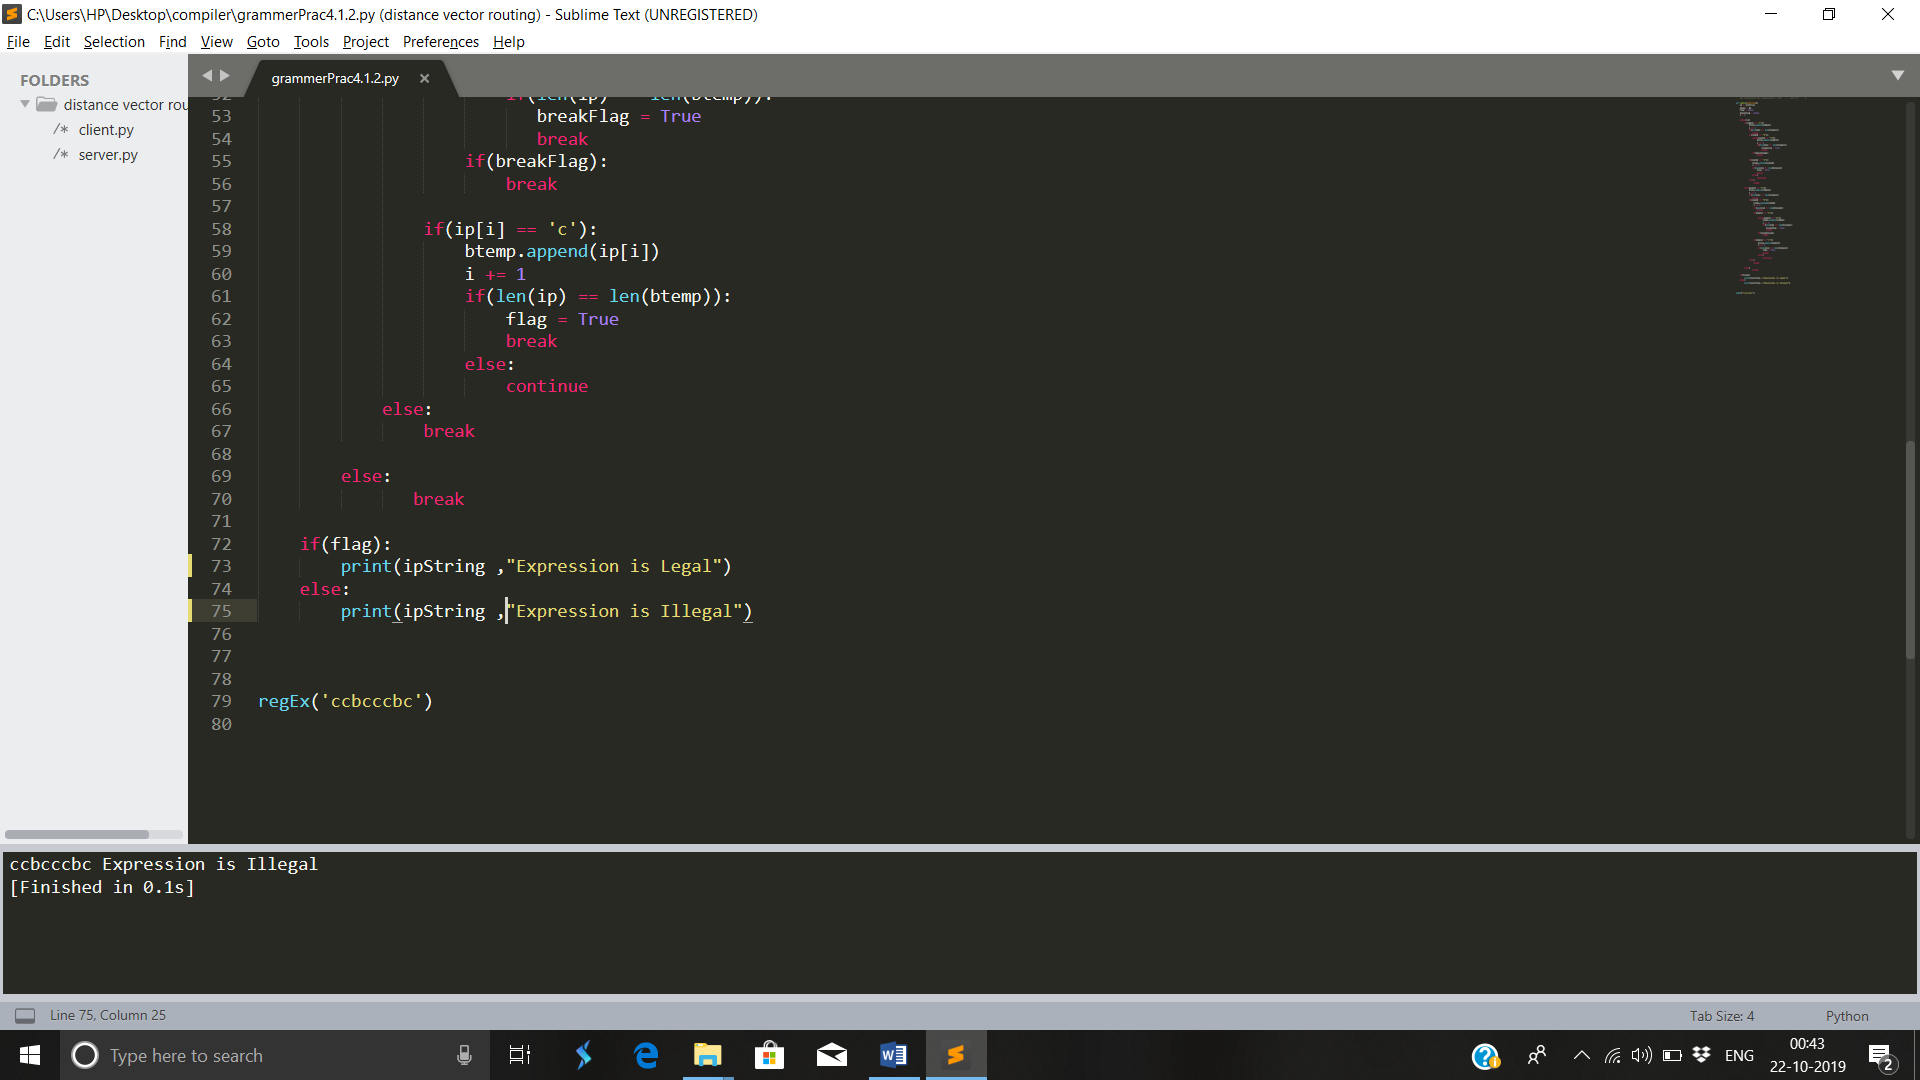 C:\Users\HP\Desktop\compiler\grammerPrac4.1.2.py (distance vector routing) - Sublime Text (UNREGISTERED)
File Edit Selection Find View Goto Tools Project Preferences Help
FOLDERS
distance vector rou
/* client.py
/* server.py
grammerPrac4.1.2.py
53 breakFlag = True
54 break
55 if(breakFlag):
56 break
57
58 if(ip[i] == 'c'):
59 btemp.append(ip[i])
60 i += 1
61 if(len(ip) == len(btemp)):
62 flag = True
63 break
64 else:
65 continue
66 else:
67 break
68
69 else:
70 break
71
72 if(flag):
73 print(ipString ,"Expression is Legal")
74 else:
75 print(ipString ,"Expression is Illegal")
76
77
78
79 regEx('ccbcccbc')
80
ccbcccbc Expression is Illegal
[Finished in 0.1s]
Line 75, Column 25
Tab Size: 4
Python
Type here to search
ENG
00:43
22-10-2019
2